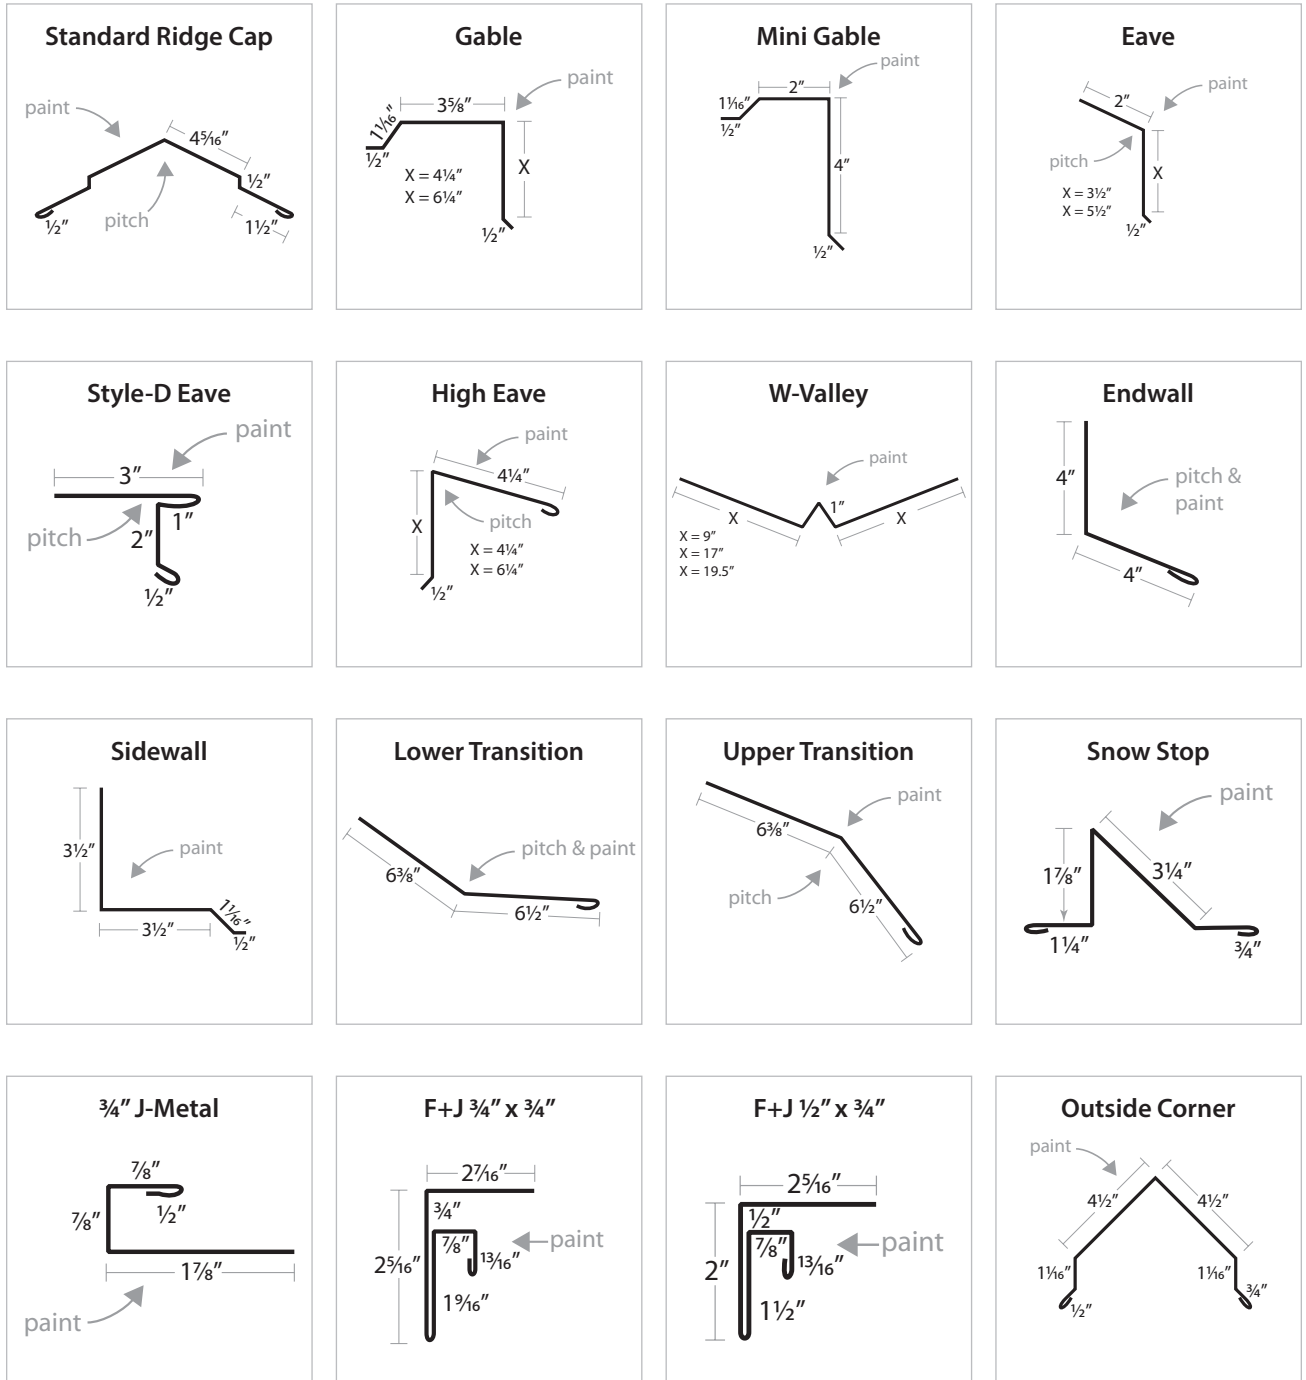 Standard Ridge Cap
paint
4⁵⁄₁₆″
½″
pitch
½″
1½″
Gable
paint
3⅝″
1¹⁄₁₆″
½″
X
X = 4¼″
X = 6¼″
½″
Mini Gable
paint
2″
1¹⁄₁₆″
½″
4″
½″
Eave
paint
2″
pitch
X
X = 3½″
X = 5½″
½″
Style-D Eave
paint
3″
pitch
1″
2″
½″
High Eave
paint
4¼″
X
pitch
X = 4¼″
X = 6¼″
½″
W-Valley
paint
1″
X
X
X = 9″
X = 17″
X = 19.5″
Endwall
4″
pitch &
paint
4″
Sidewall
3½″
paint
1¹⁄₁₆″
3½″
½″
Lower Transition
pitch & paint
6⅜″
6½″
Upper Transition
paint
6⅜″
pitch
6½″
Snow Stop
paint
1⅞″
3¼″
1¼″
¾″
¾″ J-Metal
⅞″
½″
⅞″
1⅞″
paint
F+J ¾″ x ¾″
2⁷⁄₁₆″
¾″
⅞″
paint
2⁵⁄₁₆″
¹³⁄₁₆″
1⁹⁄₁₆″
F+J ½″ x ¾″
2⁵⁄₁₆″
½″
⅞″
paint
2″
¹³⁄₁₆″
1½″
Outside Corner
paint
4½″
4½″
1¹⁄₁₆″
1¹⁄₁₆″
½″
¾″